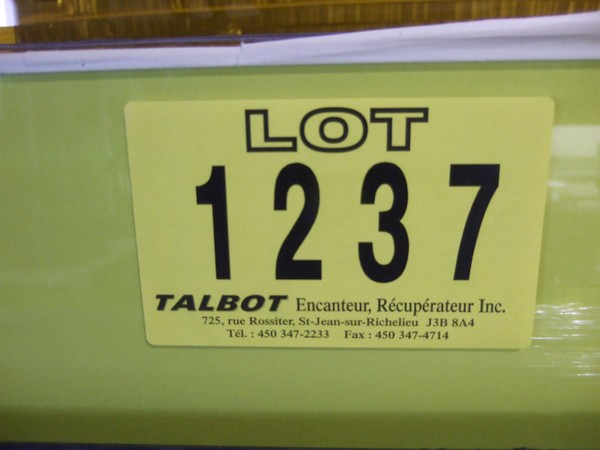 LOT
1237
TALBOT Encanteur, Récupérateur Inc.
725, rue Rossiter, St-Jean-sur-Richelieu J3B 8A4
Tél. : 450 347-2233 Fax : 450 347-4714